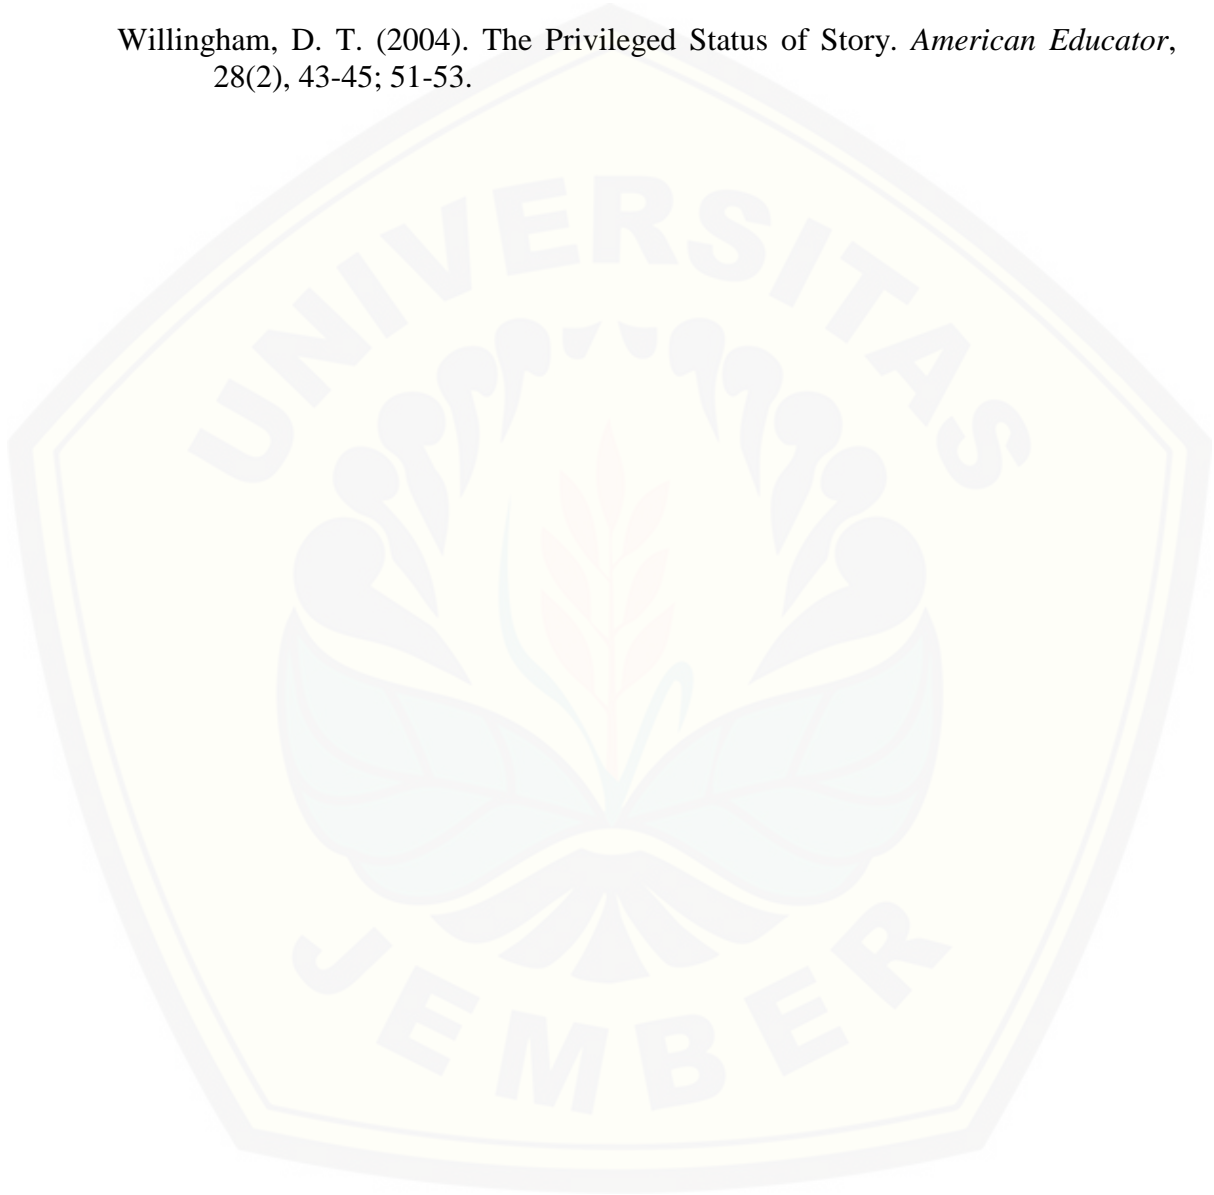 Willingham, D. T. (2004). The Privileged Status of Story. American Educator,
28(2), 43-45; 51-53.
UNIVERSITAS
JEMBER